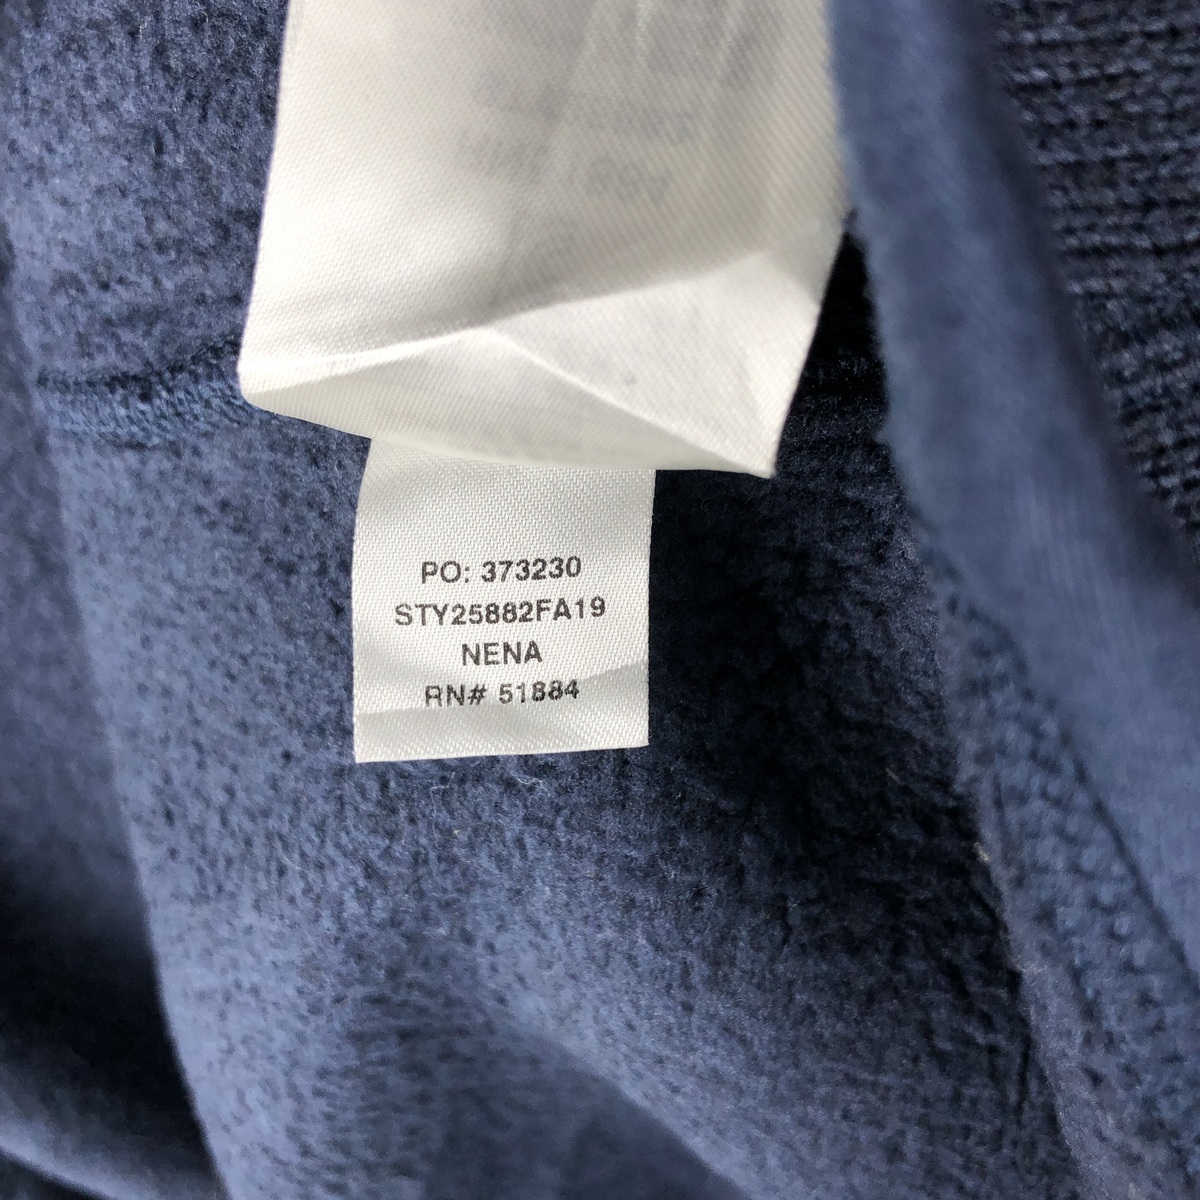 PO: 373230
STY25882FA19
NENA
RN# 51884